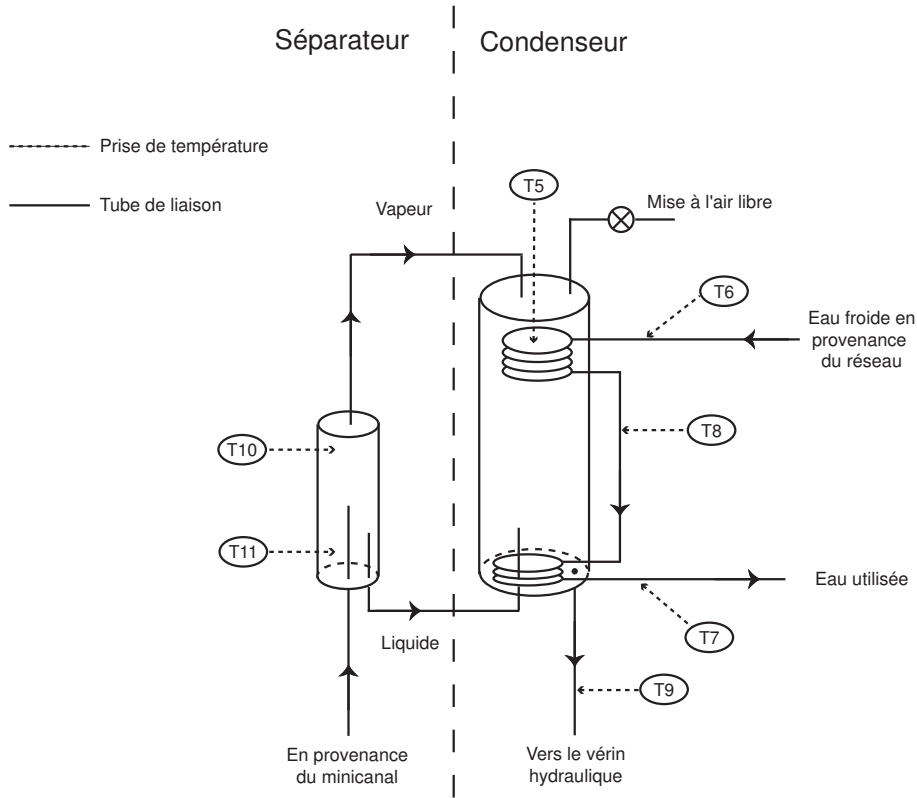 Séparateur
Condenseur
Prise de température
Tube de liaison
Vapeur
T5
Mise à l'air libre
T6
Eau froide en
provenance
du réseau
T8
T10
T11
Eau utilisée
Liquide
T7
T9
En provenance
du minicanal
Vers le vérin
hydraulique